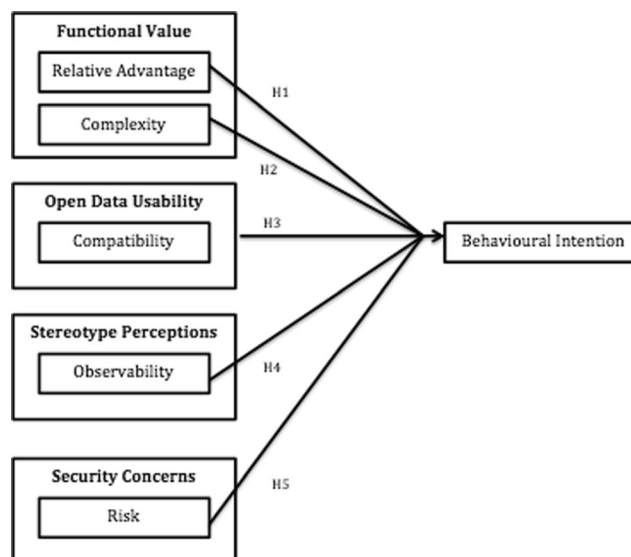 Functional Value
Relative Advantage
H1
Complexity
H2
Open Data Usability
H3
Compatibility
Behavioural Intention
Stereotype Perceptions
Observability
H4
Security Concerns
H5
Risk